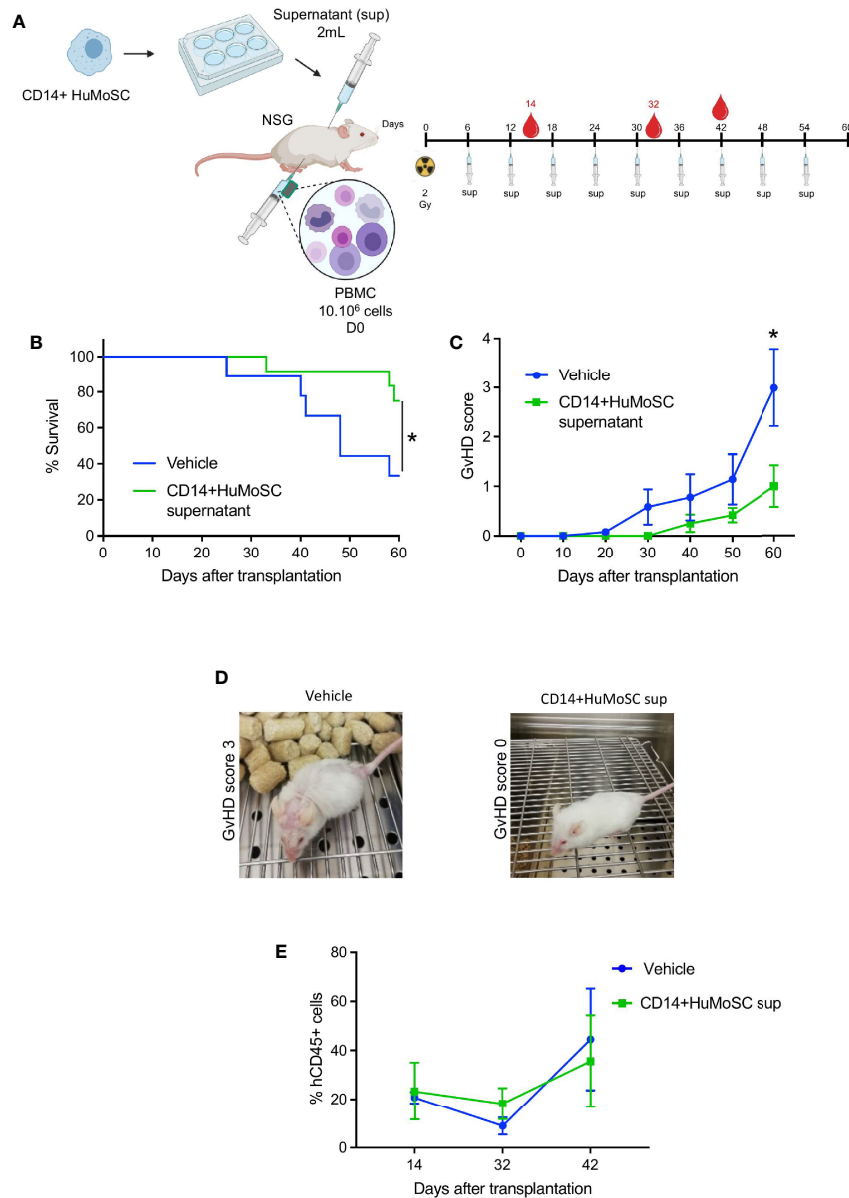 A
Supernatant (sup)
2mL
CD14+ HuMoSC
NSG
Days
14
32
0 6 12 18 24 30 36 42 48 54 60
2
Gy
sup sup sup sup sup sup sup sup sup
PBMC
10.10⁶ cells
D0
B
% Survival
100
80
60
40
20
0
Vehicle
CD14+HuMoSC
supernatant
*
0 10 20 30 40 50 60
Days after transplantation
C
GvHD score
4
3
2
1
0
Vehicle
CD14+HuMoSC
supernatant
*
0 10 20 30 40 50 60
Days after transplantation
D
Vehicle
GvHD score 3
CD14+HuMoSC sup
GvHD score 0
E
% hCD45+ cells
80
60
40
20
0
Vehicle
CD14+HuMoSC sup
14 32 42
Days after transplantation